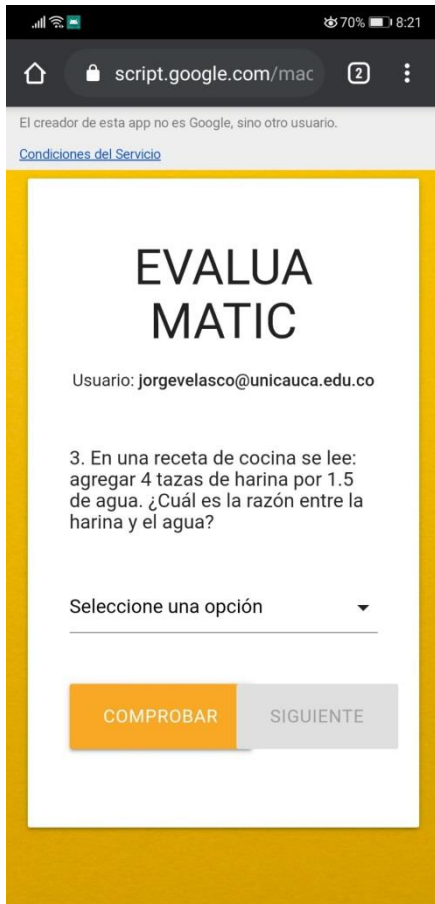 70% 8:21
script.google.com/mac 2
El creador de esta app no es Google, sino otro usuario.
Condiciones del Servicio
EVALUA
MATIC
Usuario: jorgevelasco@unicauca.edu.co
3. En una receta de cocina se lee:
agregar 4 tazas de harina por 1.5
de agua. ¿Cuál es la razón entre la
harina y el agua?
Seleccione una opción
COMPROBAR SIGUIENTE